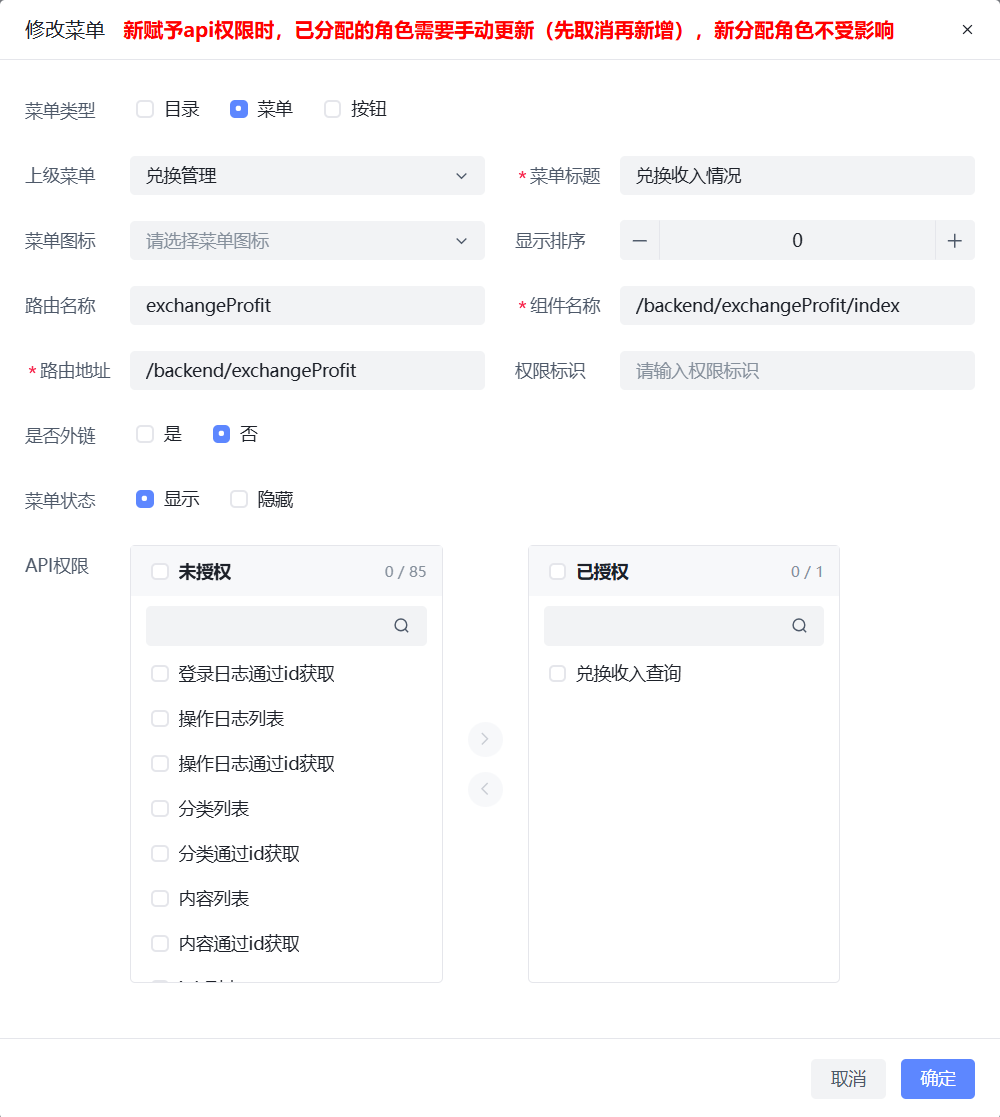 修改菜单 新赋予api权限时，已分配的角色需要手动更新（先取消再新增），新分配角色不受影响
菜单类型 目录 菜单 按钮
上级菜单 兑换管理 *菜单标题 兑换收入情况
菜单图标 请选择菜单图标 显示排序 0
路由名称 exchangeProfit *组件名称 /backend/exchangeProfit/index
*路由地址 /backend/exchangeProfit 权限标识 请输入权限标识
是否外链 是 否
菜单状态 显示 隐藏
API权限 未授权 0 / 85 已授权 0 / 1
登录日志通过id获取 兑换收入查询
操作日志列表
操作日志通过id获取
分类列表
分类通过id获取
内容列表
内容通过id获取
取消 确定